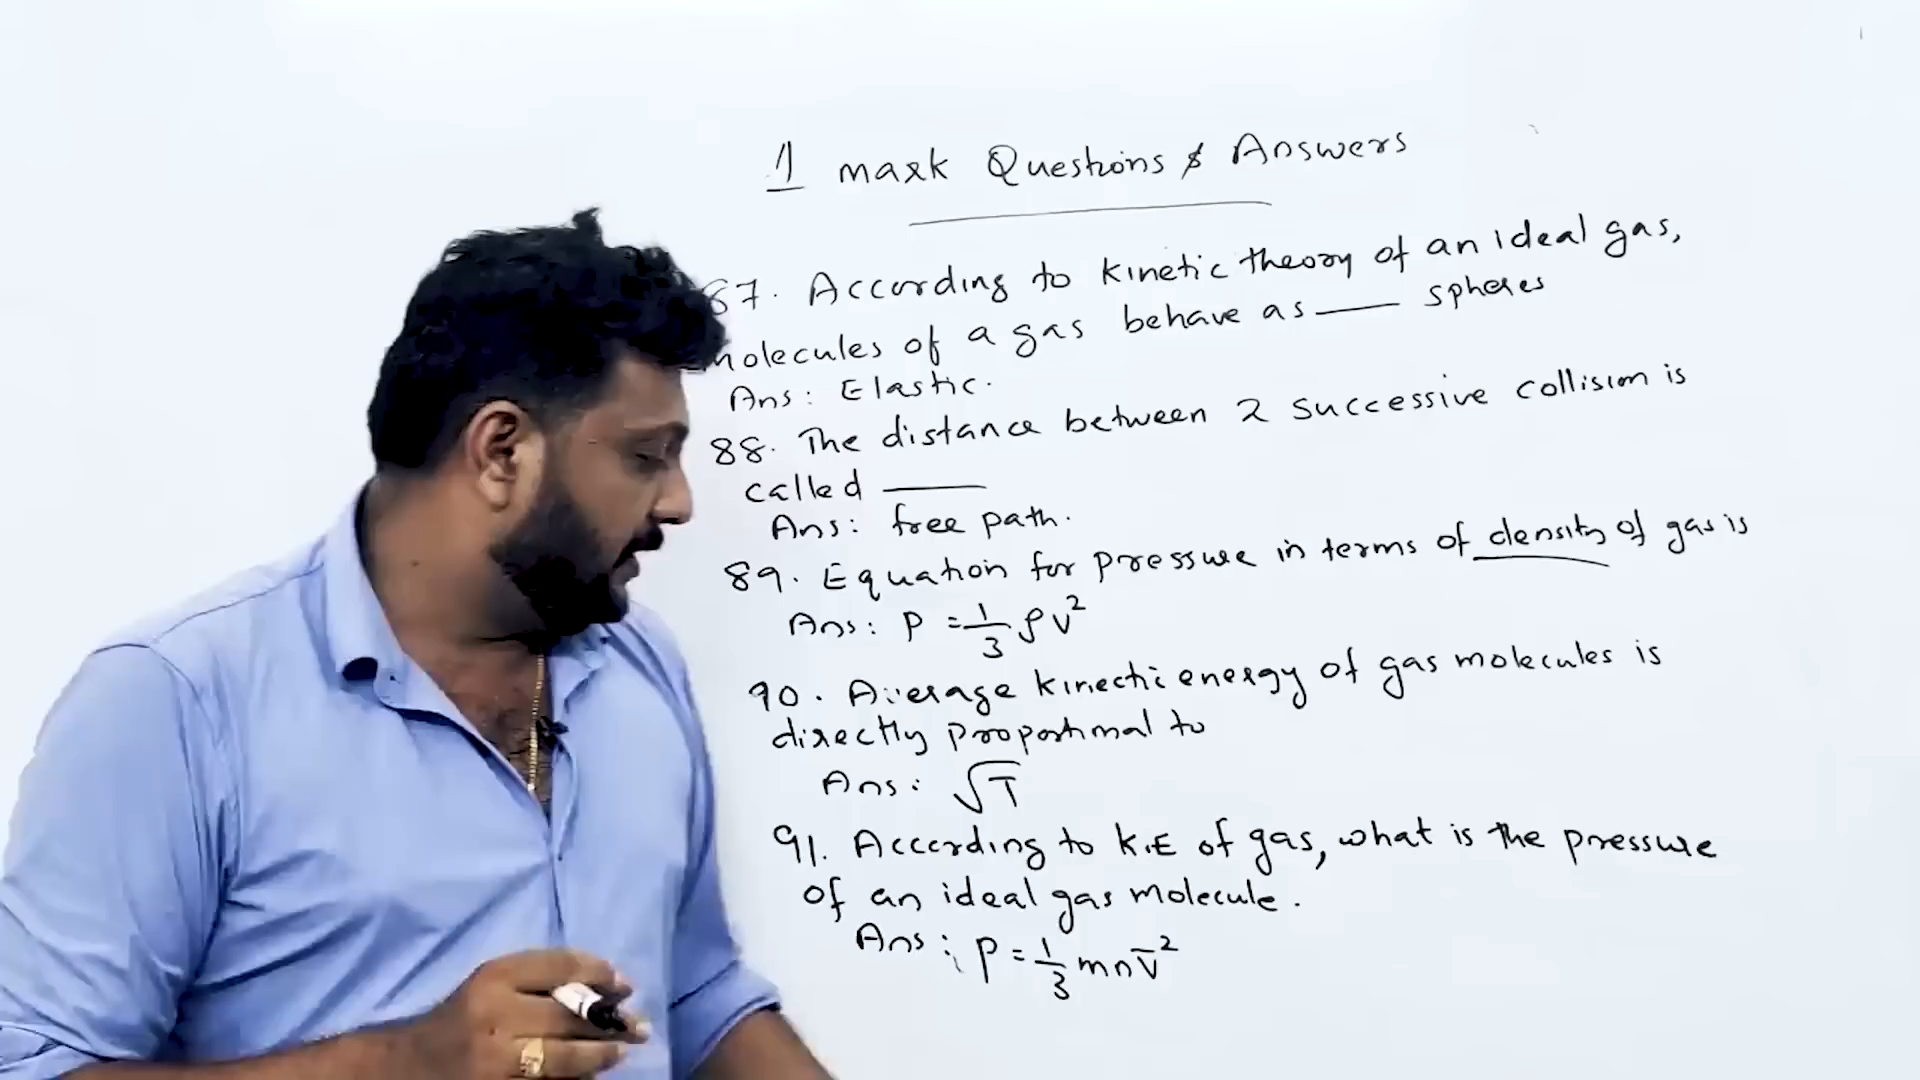 1 mark Questions & Answers
87. According to kinetic theory of an ideal gas,
molecules of a gas behave as ___ spheres
Ans: Elastic.
88. The distance between 2 successive collision is
called ___
Ans: free path.
89. Equation for pressure in terms of density of gas is
Ans: P = 1/3 ρv²
90. Average kinectic energy of gas molecules is
directly proportional to
Ans: √T
91. According to K.E of gas, what is the pressure
of an ideal gas molecule.
Ans: P = 1/3 mnv̄²